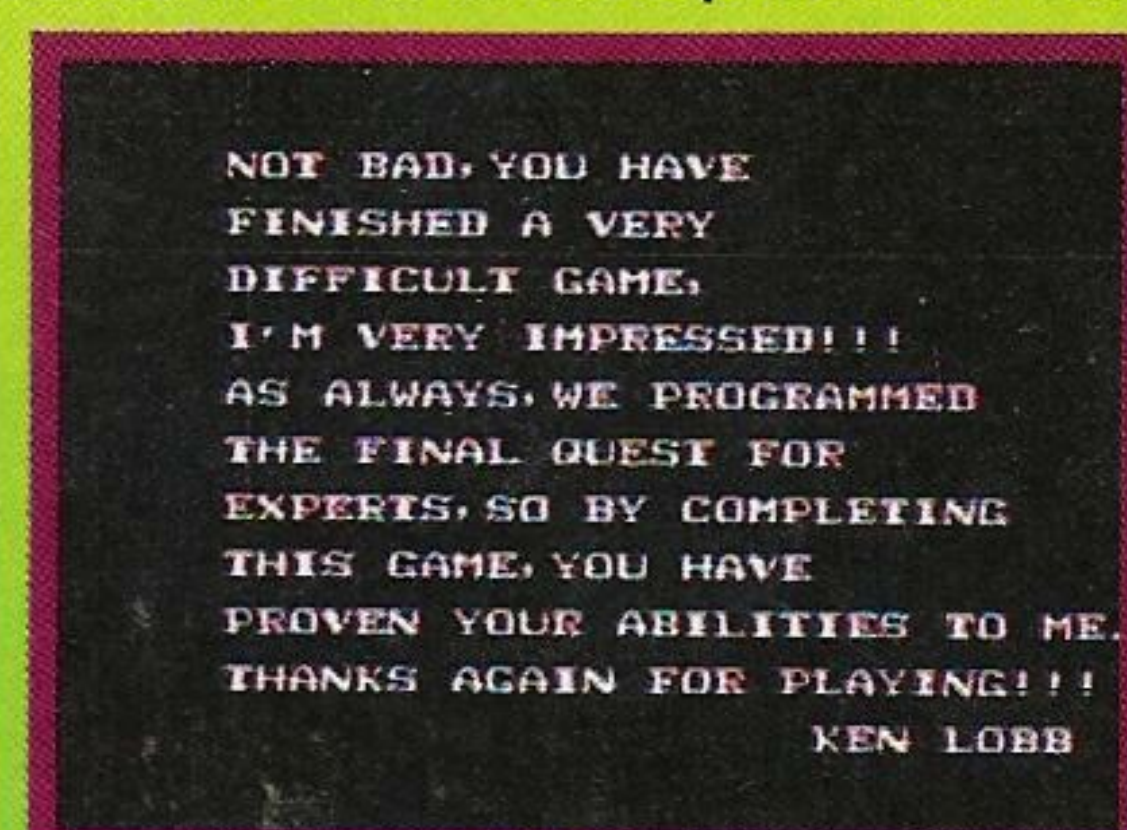 NOT BAD, YOU HAVE
FINISHED A VERY
DIFFICULT GAME,
I'M VERY IMPRESSED!!!
AS ALWAYS, WE PROGRAMMED
THE FINAL QUEST FOR
EXPERTS, SO BY COMPLETING
THIS GAME, YOU HAVE
PROVEN YOUR ABILITIES TO ME.
THANKS AGAIN FOR PLAYING!!!
KEN LOBB